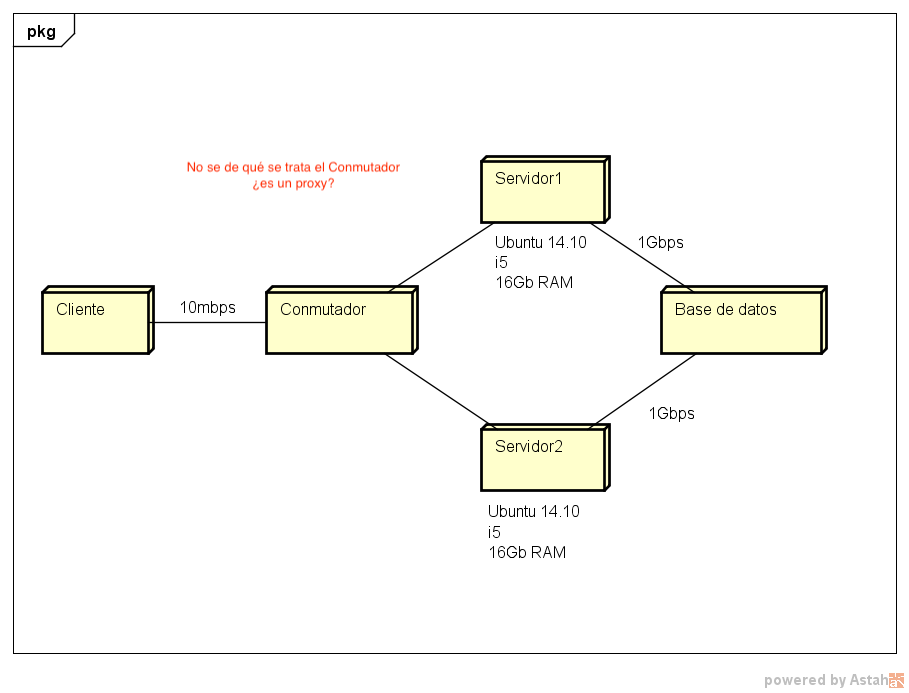 pkg
No se de qué se trata el Conmutador
¿es un proxy?
Servidor1
Ubuntu 14.10
i5
16Gb RAM
1Gbps
Cliente
10mbps
Conmutador
Base de datos
1Gbps
Servidor2
Ubuntu 14.10
i5
16Gb RAM
powered by Astah